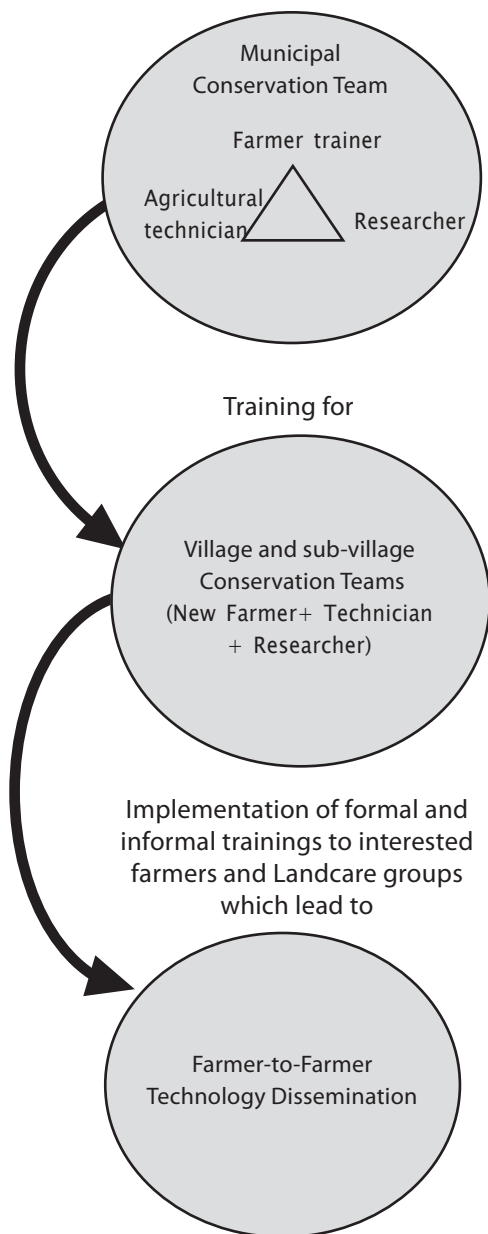 Municipal
Conservation Team
Farmer trainer
Agricultural
technician
Researcher
Training for
Village and sub-village
Conservation Teams
(New Farmer+ Technician
+ Researcher)
Implementation of formal and
informal trainings to interested
farmers and Landcare groups
which lead to
Farmer-to-Farmer
Technology Dissemination